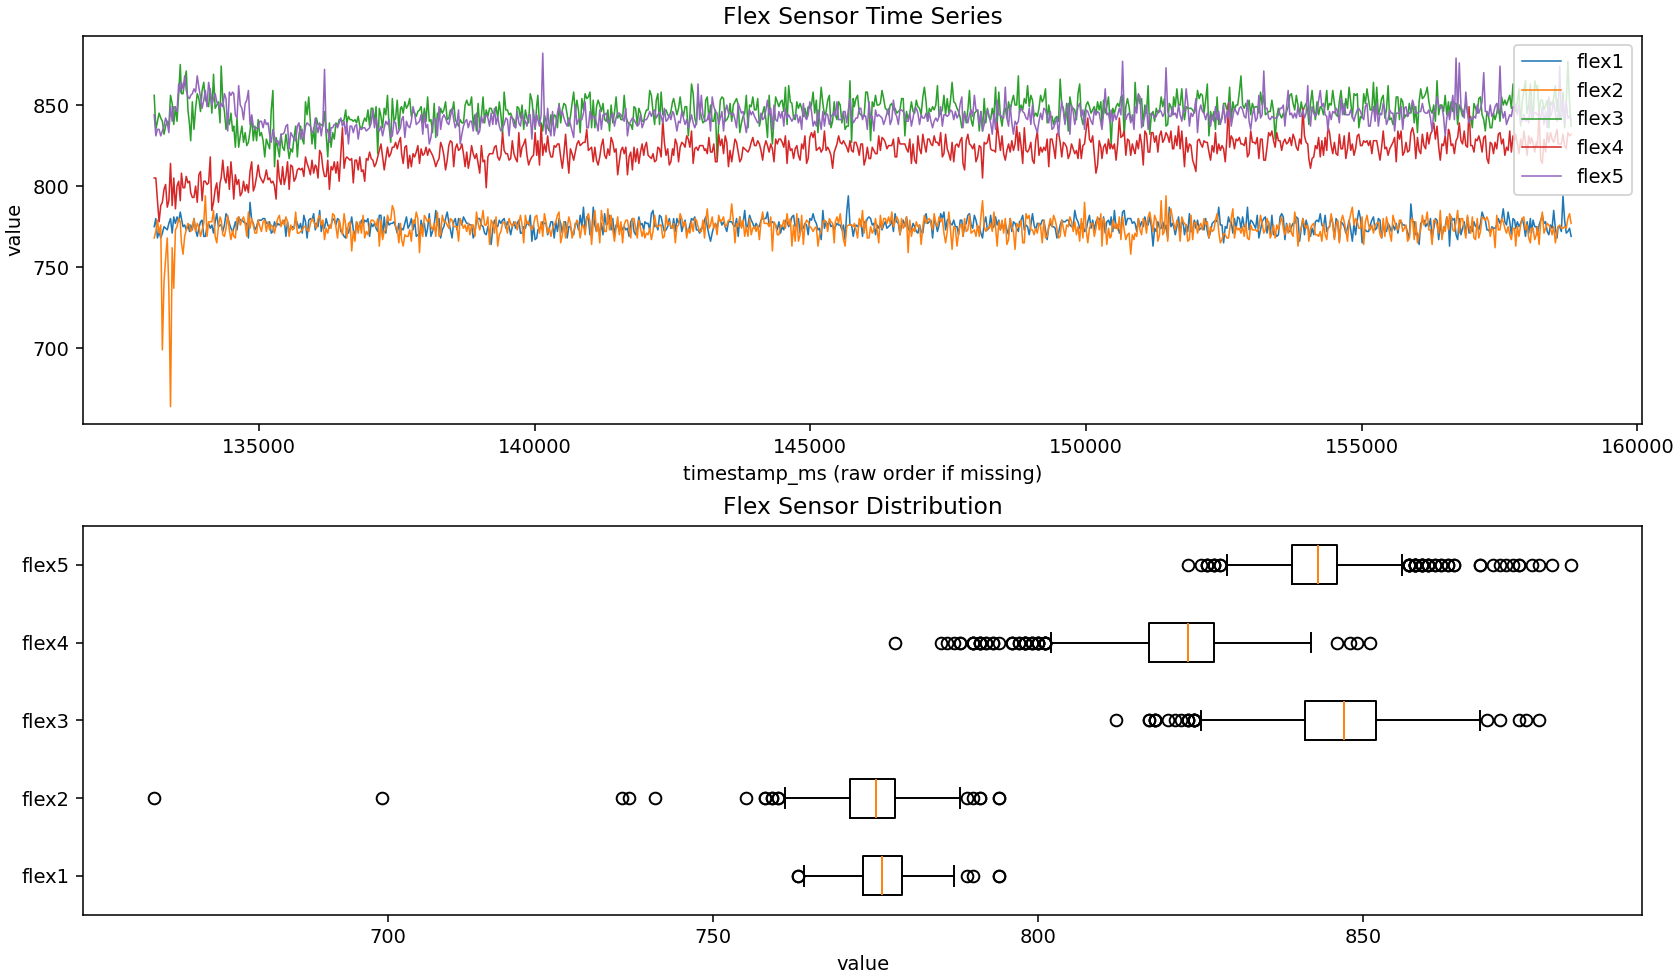 Flex Sensor Time Series
value
850
800
750
700
flex1
flex2
flex3
flex4
flex5
135000 140000 145000 150000 155000 160000
timestamp_ms (raw order if missing)
Flex Sensor Distribution
flex5
flex4
flex3
flex2
flex1
700 750 800 850
value